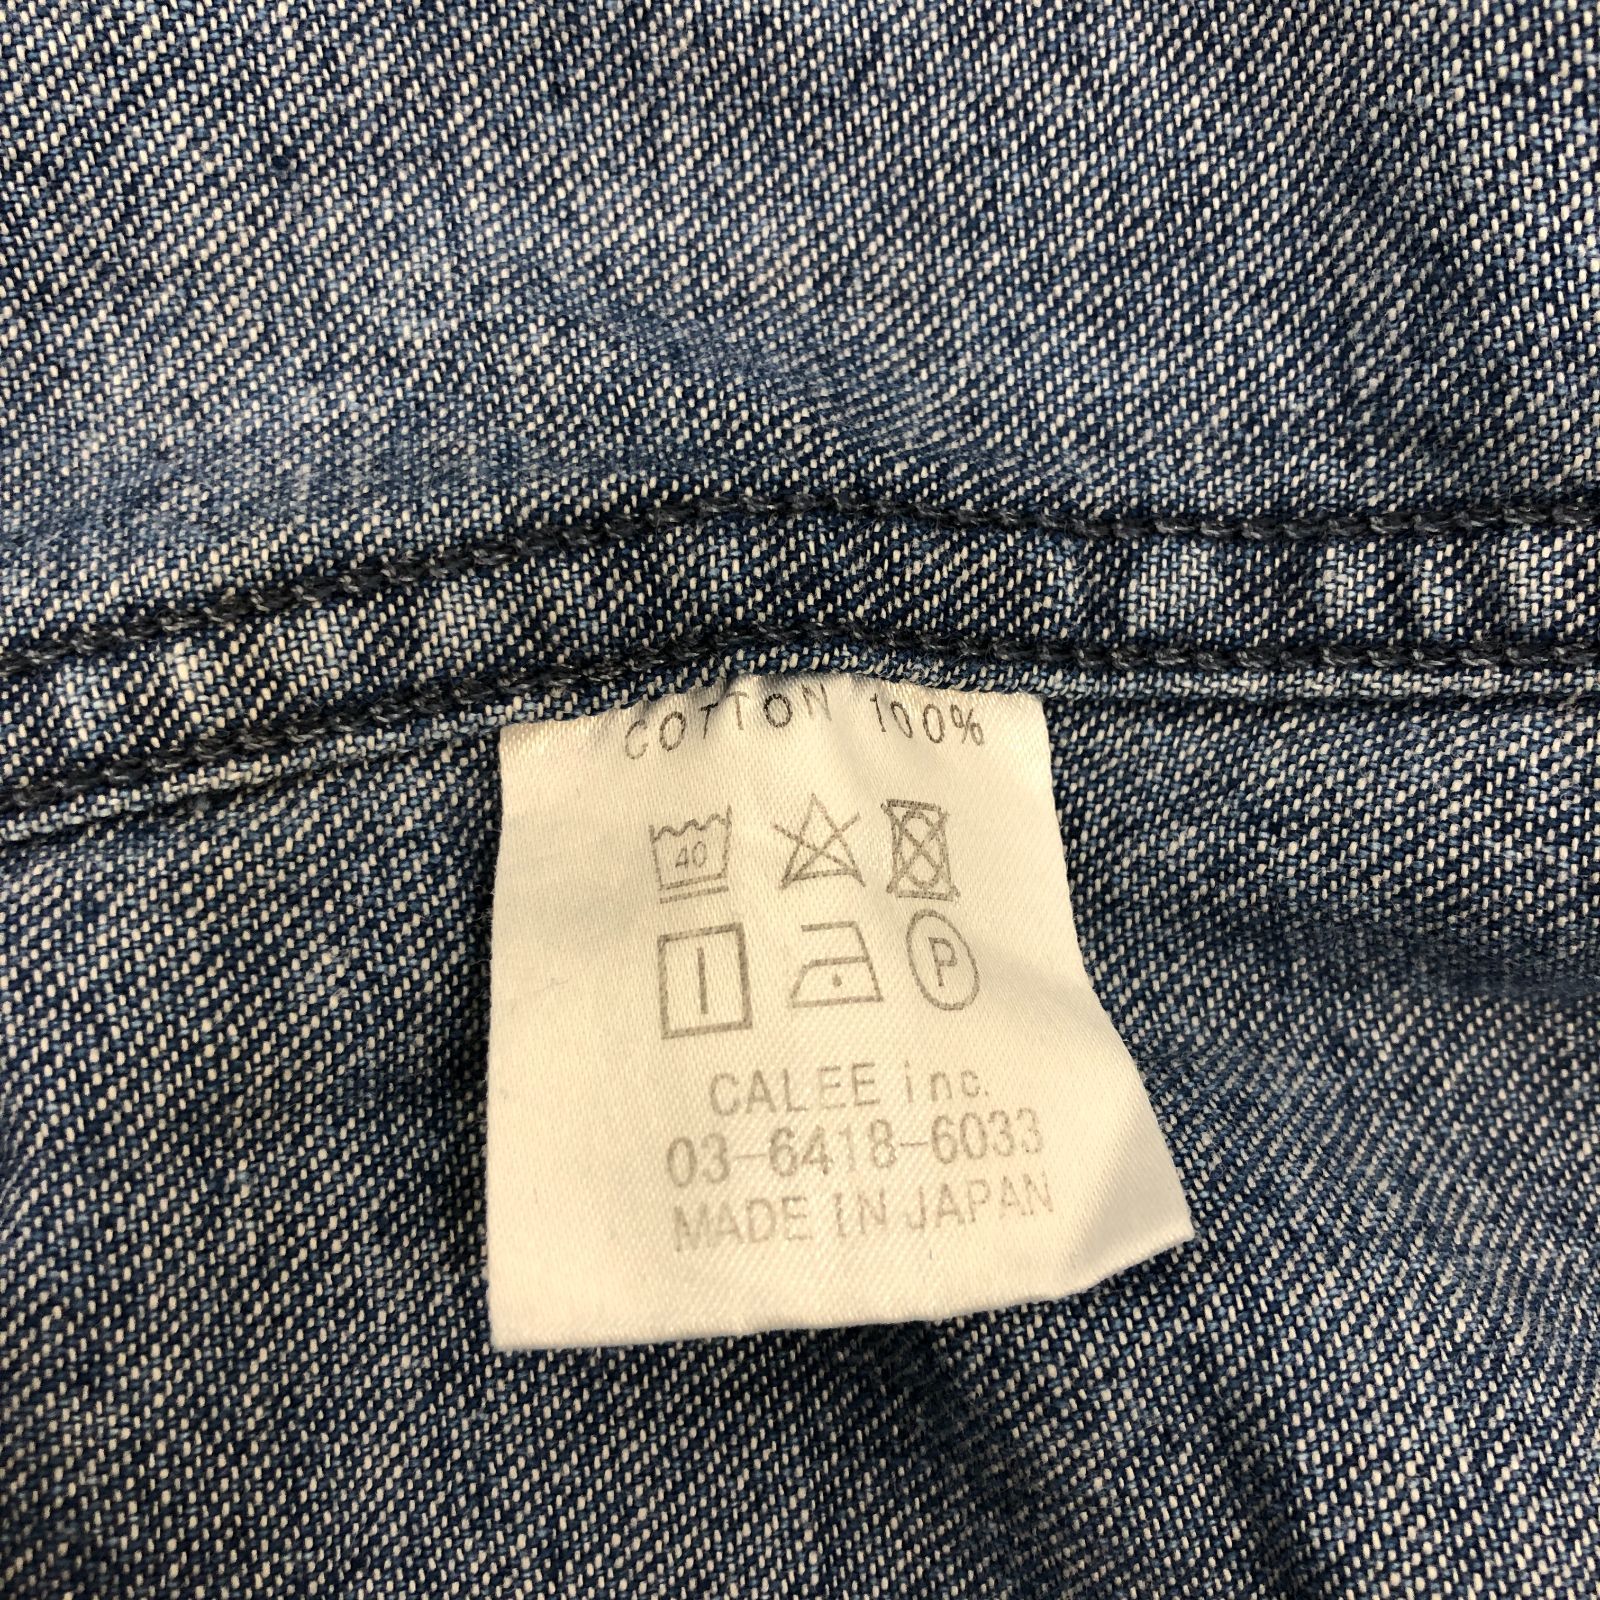 COTTON 100%
40
P
CALEE inc.
03-6418-6033
MADE IN JAPAN